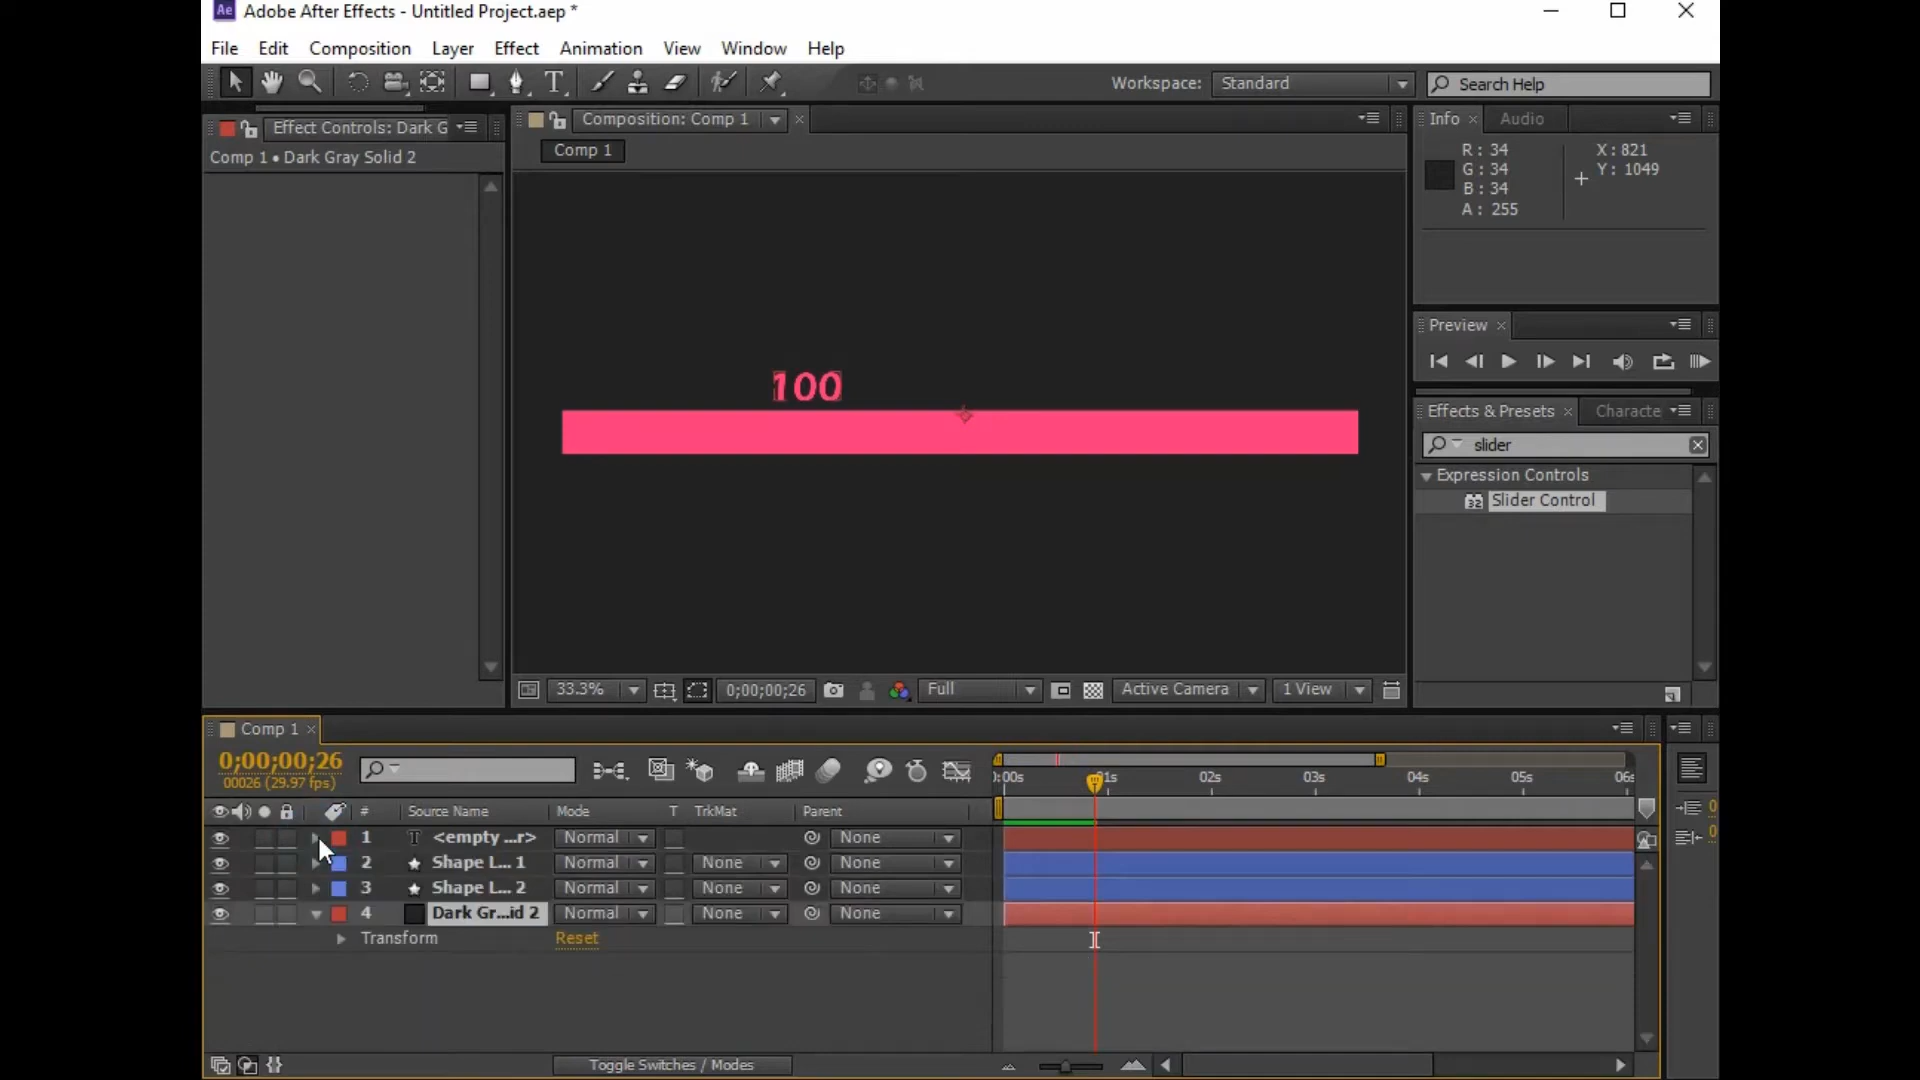 Ae Adobe After Effects - Untitled Project.aep *
File Edit Composition Layer Effect Animation View Window Help
T Workspace: Standard Search Help
Effect Controls: Dark G
Composition: Comp 1
Info Audio
Comp 1 • Dark Gray Solid 2
Comp 1
R : 34 X : 821
G : 34 Y : 1049
B : 34
A : 255
Preview
100
Effects & Presets Characte
slider
Expression Controls
32 Slider Control
33.3% 0;00;00;26 Full Active Camera 1 View
Comp 1
0;00;00;26
00026 (29.97 fps)
):00s 01s 02s 03s 04s 05s 06s
# Source Name Mode T TrkMat Parent
1 T <empty ...r> Normal None
2 Shape L... 1 Normal None None
3 Shape L... 2 Normal None None
4 Dark Gr...id 2 Normal None None
Transform Reset
Toggle Switches / Modes
0
0